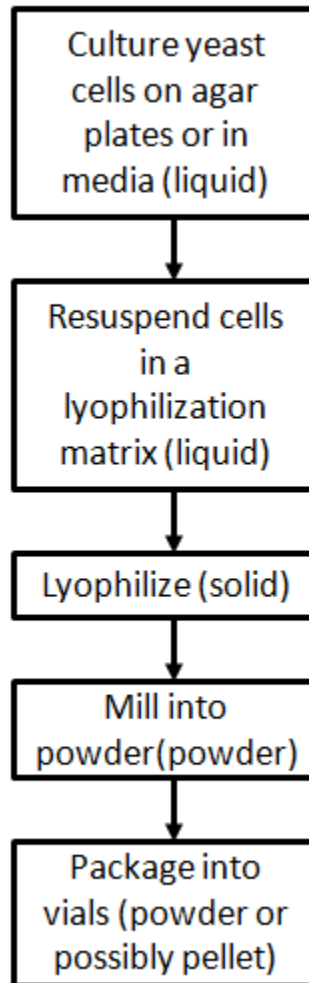 Culture yeast
cells on agar
plates or in
media (liquid)
Resuspend cells
in a
lyophilization
matrix (liquid)
Lyophilize (solid)
Mill into
powder(powder)
Package into
vials (powder or
possibly pellet)